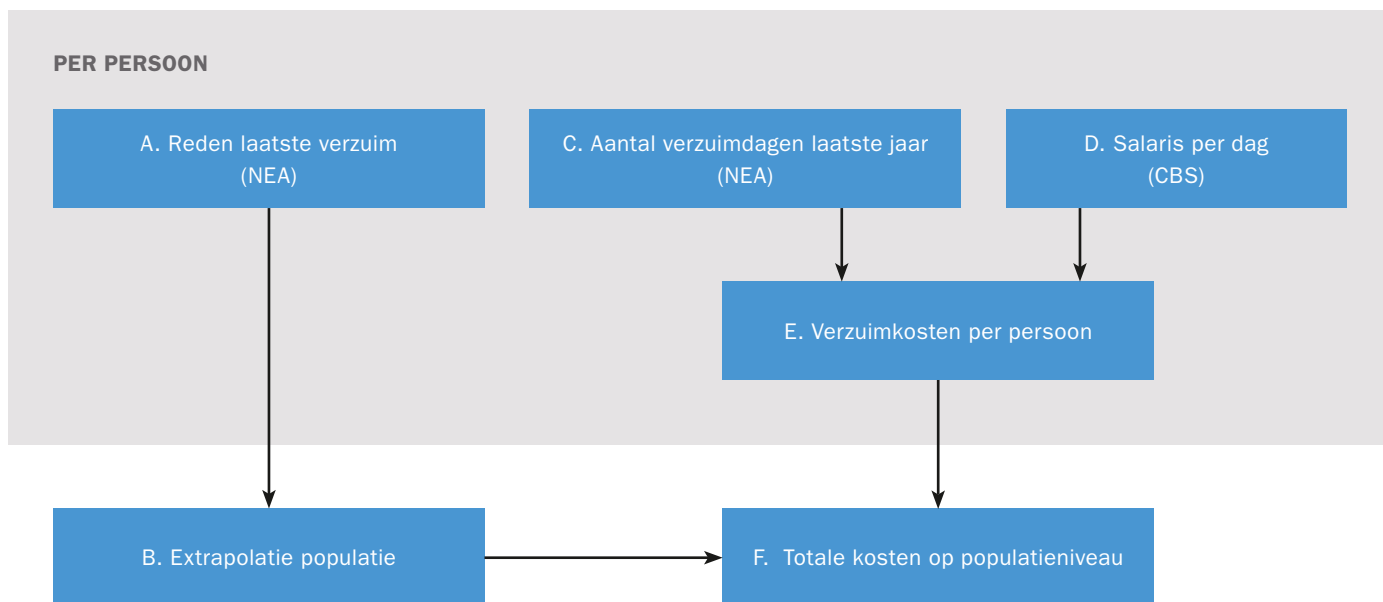 PER PERSOON
A. Reden laatste verzuim
(NEA)
C. Aantal verzuimdagen laatste jaar
(NEA)
D. Salaris per dag
(CBS)
E. Verzuimkosten per persoon
B. Extrapolatie populatie
F. Totale kosten op populatieniveau